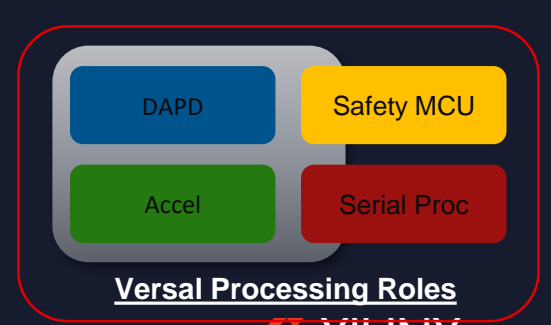 DAPD
Safety MCU
Accel
Serial Proc
Versal Processing Roles